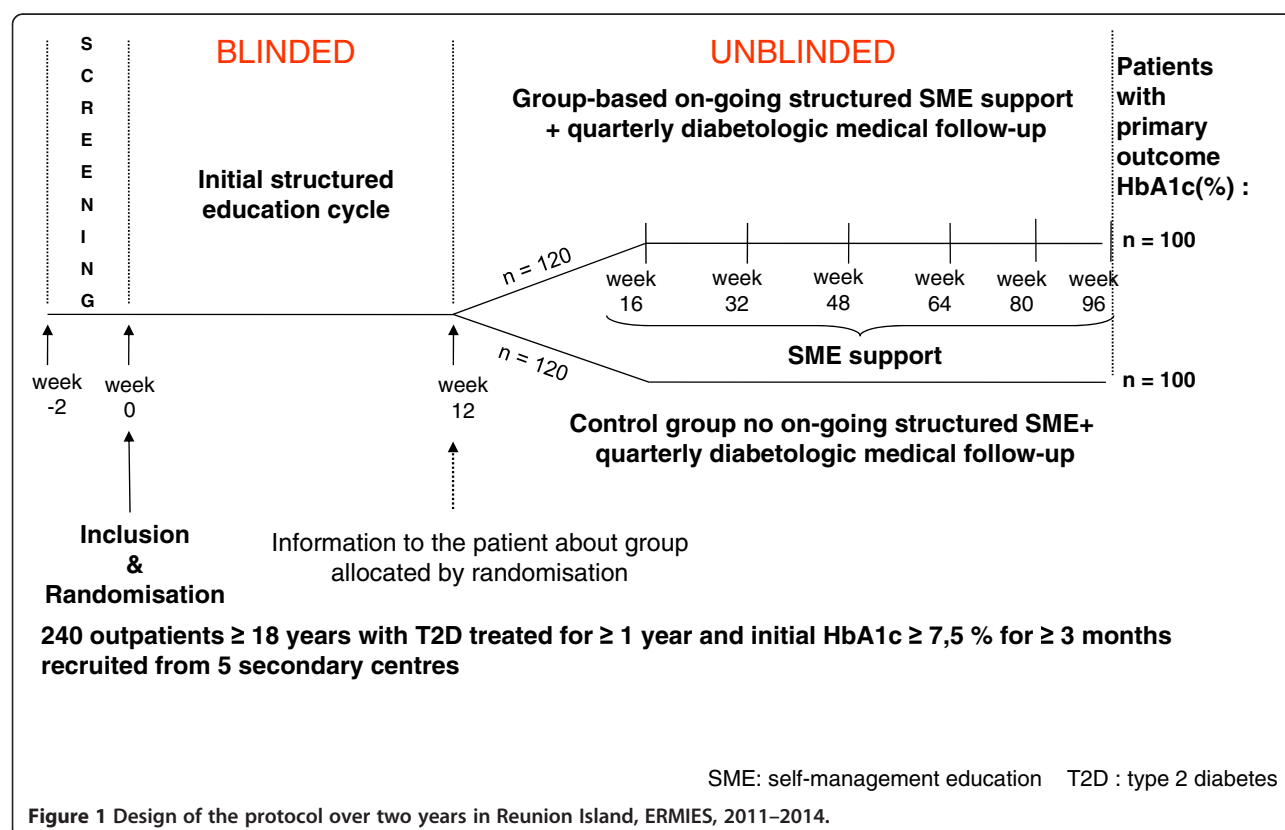 SCREENING
BLINDED
UNBLINDED
Group-based on-going structured SME support
+ quarterly diabetologic medical follow-up
Patients
with
primary
outcome
HbA1c(%) :
Initial structured
education cycle
n = 120
week
16
week
32
week
48
week
64
week
80
week
96
n = 100
SME support
n = 120
n = 100
week
-2
week
0
week
12
Control group no on-going structured SME+
quarterly diabetologic medical follow-up
Inclusion
&
Randomisation
Information to the patient about group
allocated by randomisation
240 outpatients ≥ 18 years with T2D treated for ≥ 1 year and initial HbA1c ≥ 7,5 % for ≥ 3 months
recruited from 5 secondary centres
SME: self-management education T2D : type 2 diabetes
Figure 1 Design of the protocol over two years in Reunion Island, ERMIES, 2011–2014.